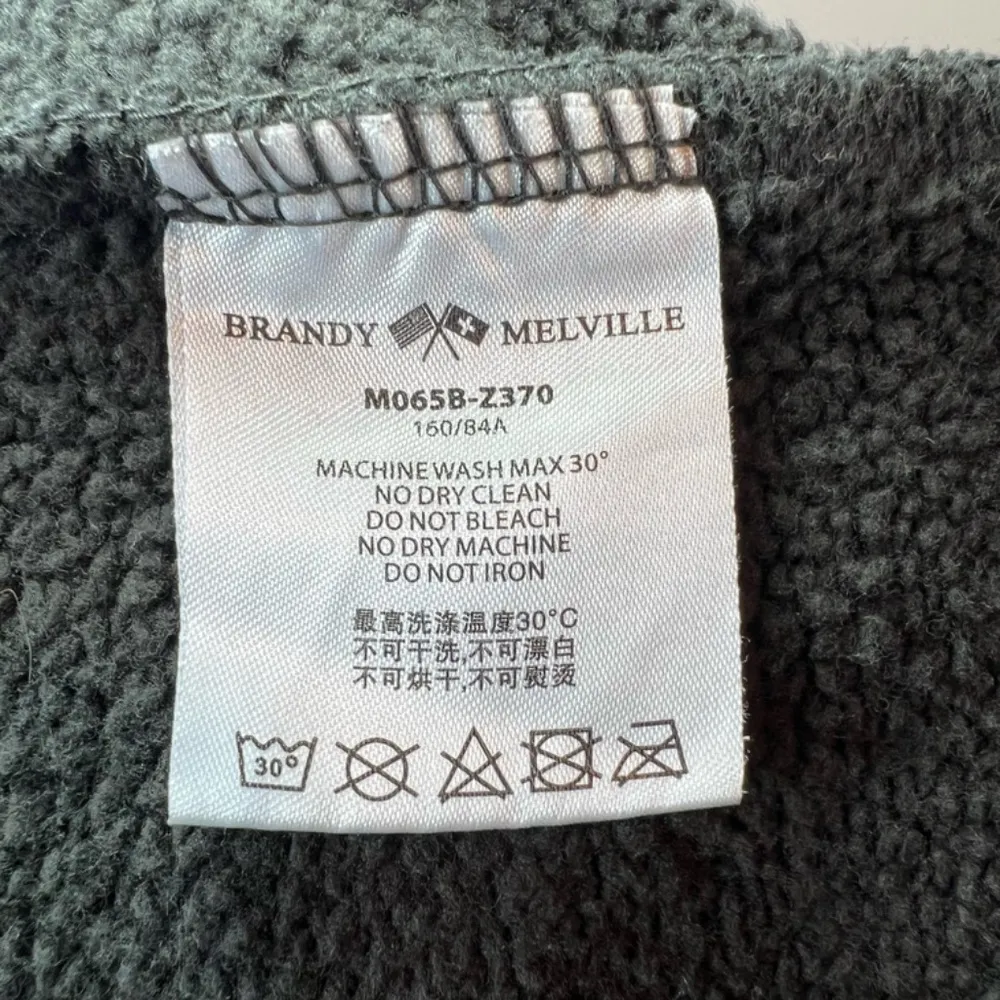 BRANDY MELVILLE
M065B-Z370
160/84A
MACHINE WASH MAX 30°
NO DRY CLEAN
DO NOT BLEACH
NO DRY MACHINE
DO NOT IRON
最高洗涤温度30°C
不可干洗,不可漂白
不可烘干,不可熨烫
30°